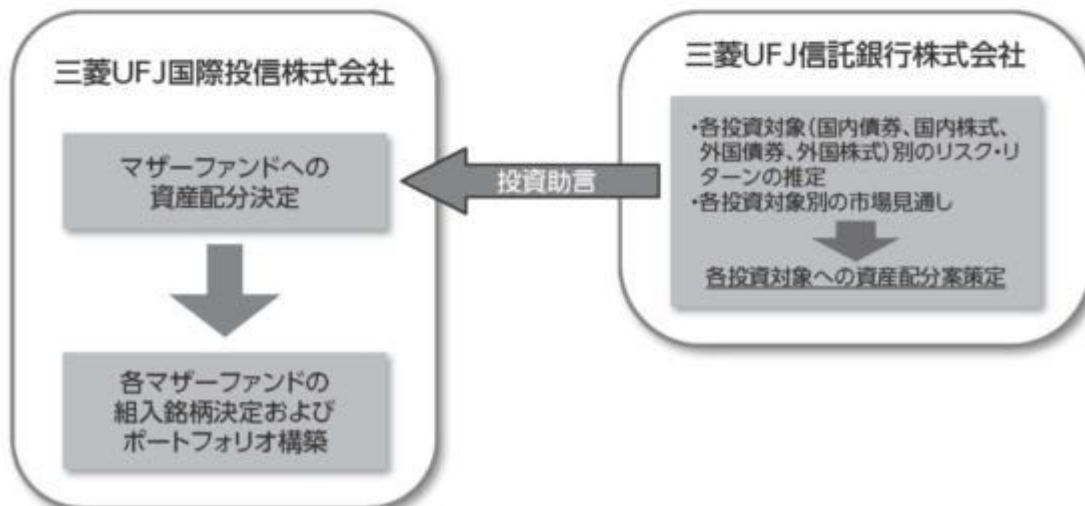 三菱UFJ国際投信株式会社
マザーファンドへの
資産配分決定
各マザーファンドの
組入銘柄決定および
ポートフォリオ構築
投資助言
三菱UFJ信託銀行株式会社
・各投資対象(国内債券、国内株式、
外国債券、外国株式)別のリスク・リ
ターンの推定
・各投資対象別の市場見通し
各投資対象への資産配分案策定